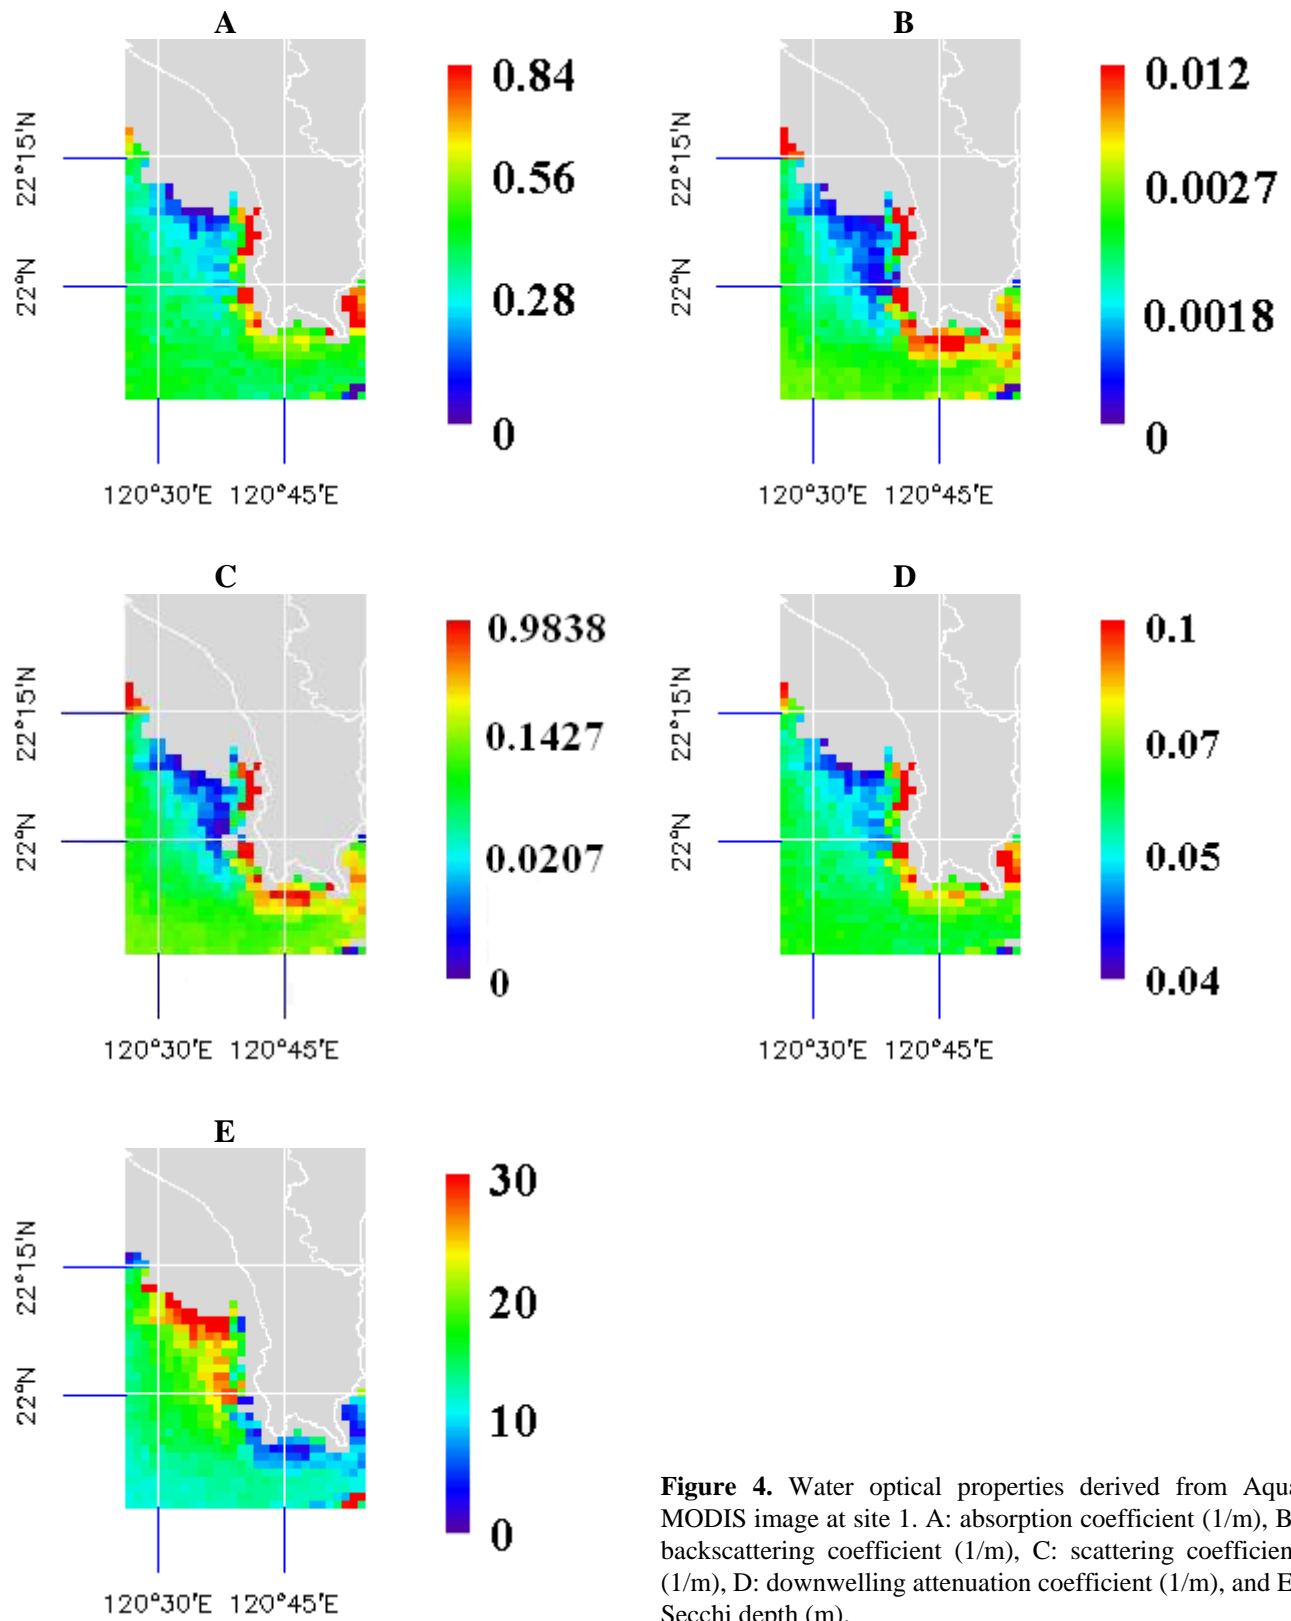 A
B
22°15'N
22°N
0.84
0.56
0.28
0
120°30'E 120°45'E
22°15'N
22°N
0.012
0.0027
0.0018
0
120°30'E 120°45'E
C
D
22°15'N
22°N
0.9838
0.1427
0.0207
0
120°30'E 120°45'E
22°15'N
22°N
0.1
0.07
0.05
0.04
120°30'E 120°45'E
E
22°15'N
22°N
30
20
10
0
120°30'E 120°45'E
Figure 4. Water optical properties derived from Aqua
MODIS image at site 1. A: absorption coefficient (1/m), B
backscattering coefficient (1/m), C: scattering coefficien
(1/m), D: downwelling attenuation coefficient (1/m), and E
Secchi depth (m).